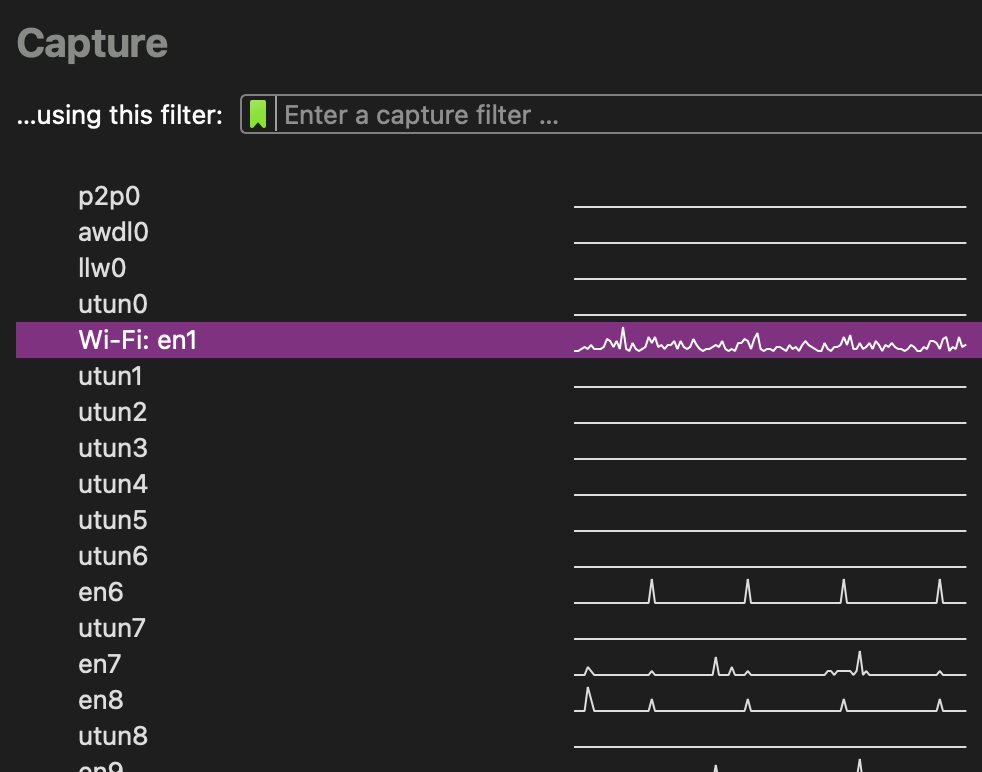 Capture
...using this filter: Enter a capture filter ...
p2p0
awdl0
llw0
utun0
Wi-Fi: en1
utun1
utun2
utun3
utun4
utun5
utun6
en6
utun7
en7
en8
utun8
en9